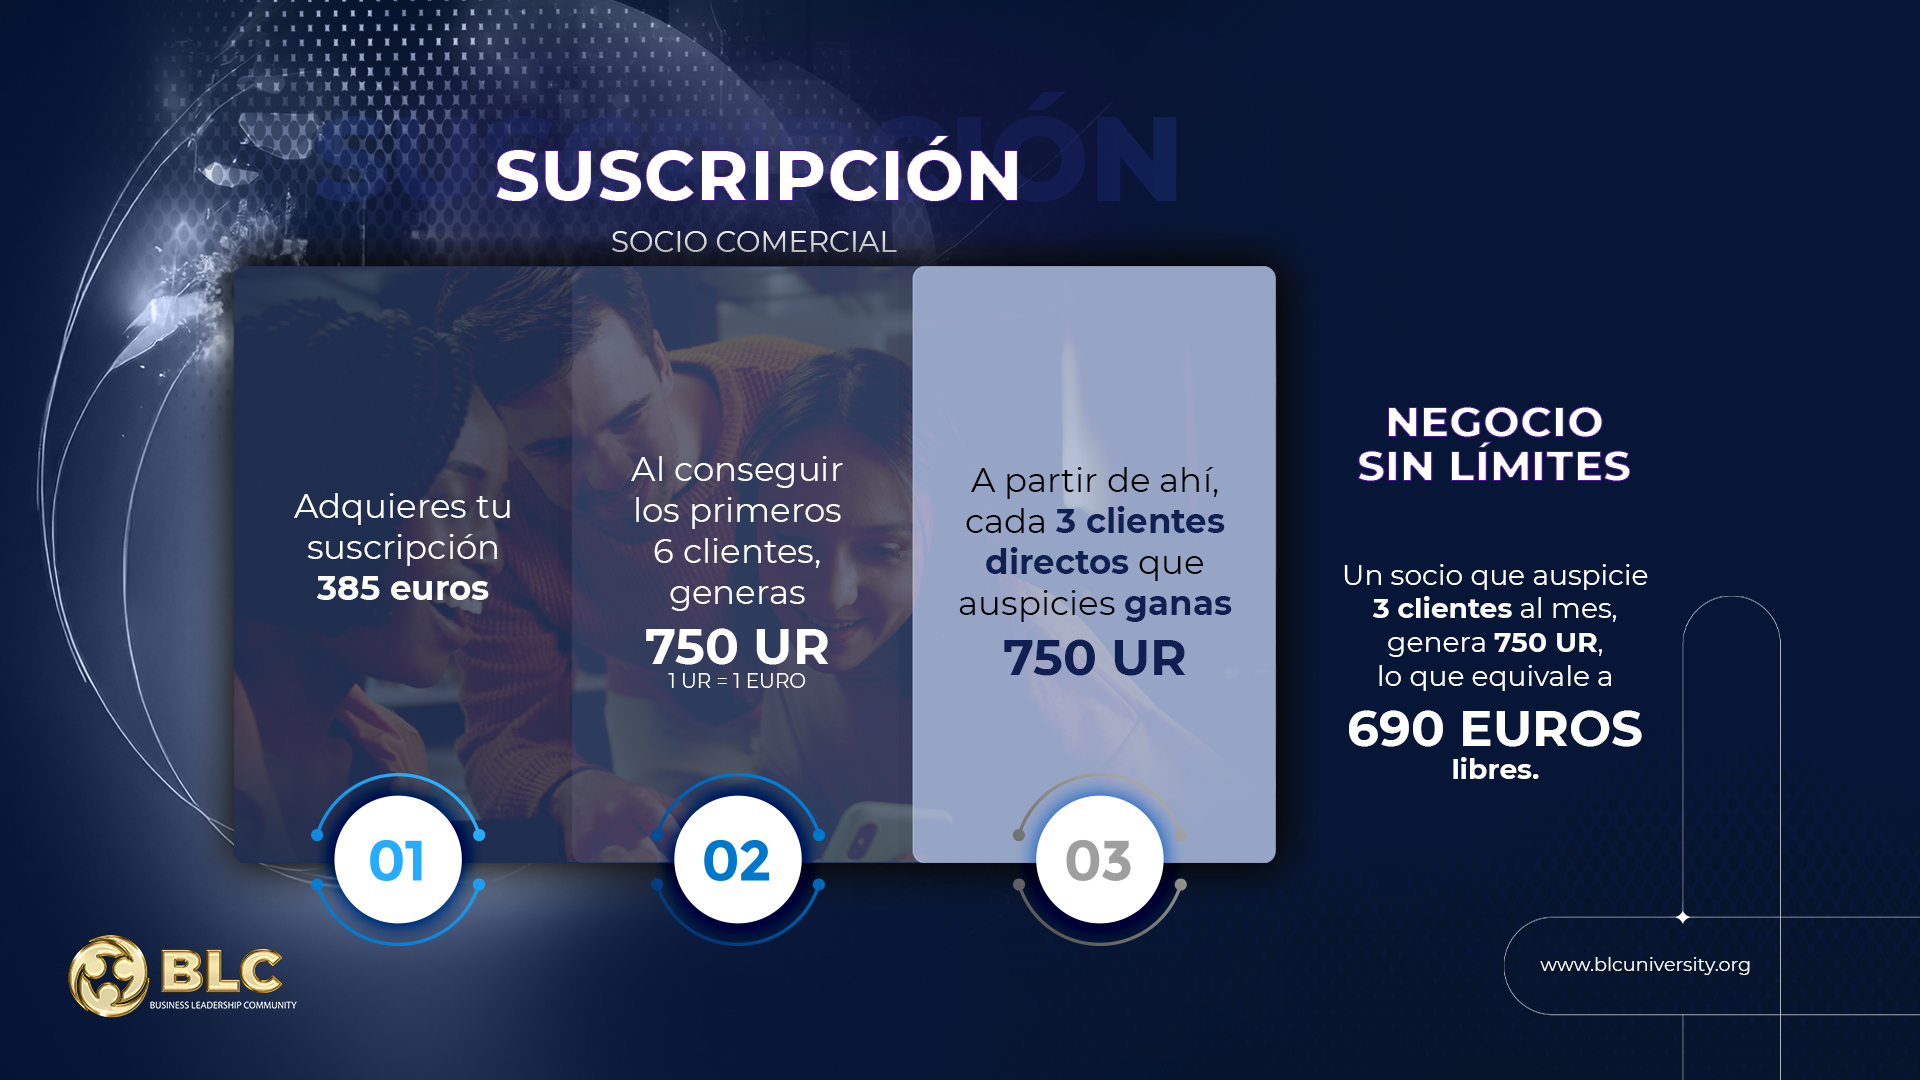 SUSCRIPCIÓN
SUSCRIPCIÓN
SOCIO COMERCIAL
Adquieres tu
suscripción
385 euros
01
Al conseguir
los primeros
6 clientes,
generas
750 UR
1 UR = 1 EURO
02
A partir de ahí,
cada 3 clientes
directos que
auspicies ganas
750 UR
03
NEGOCIO
SIN LÍMITES
Un socio que auspicie
3 clientes al mes,
genera 750 UR,
lo que equivale a
690 EUROS
libres.
BLC
BUSINESS LEADERSHIP COMMUNITY
www.blcuniversity.org